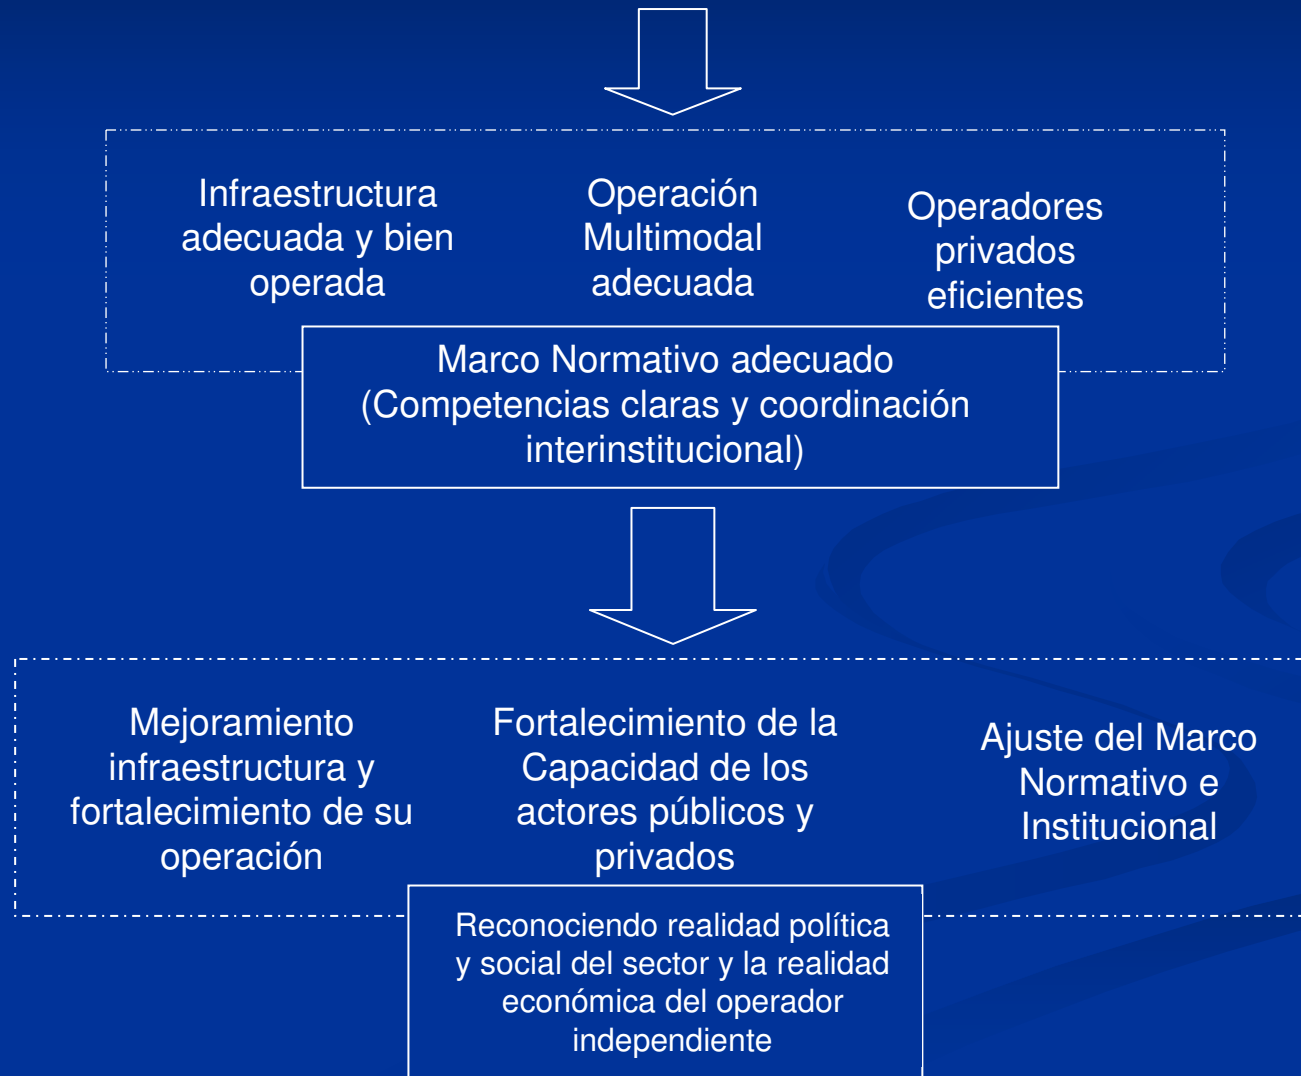 Infraestructura
adecuada y bien
operada
Operación
Multimodal
adecuada
Operadores
privados
eficientes
Marco Normativo adecuado
(Competencias claras y coordinación
interinstitucional)
Mejoramiento
infraestructura y
fortalecimiento de su
operación
Fortalecimiento de la
Capacidad de los
actores públicos y
privados
Ajuste del Marco
Normativo e
Institucional
Reconociendo realidad política
y social del sector y la realidad
económica del operador
independiente